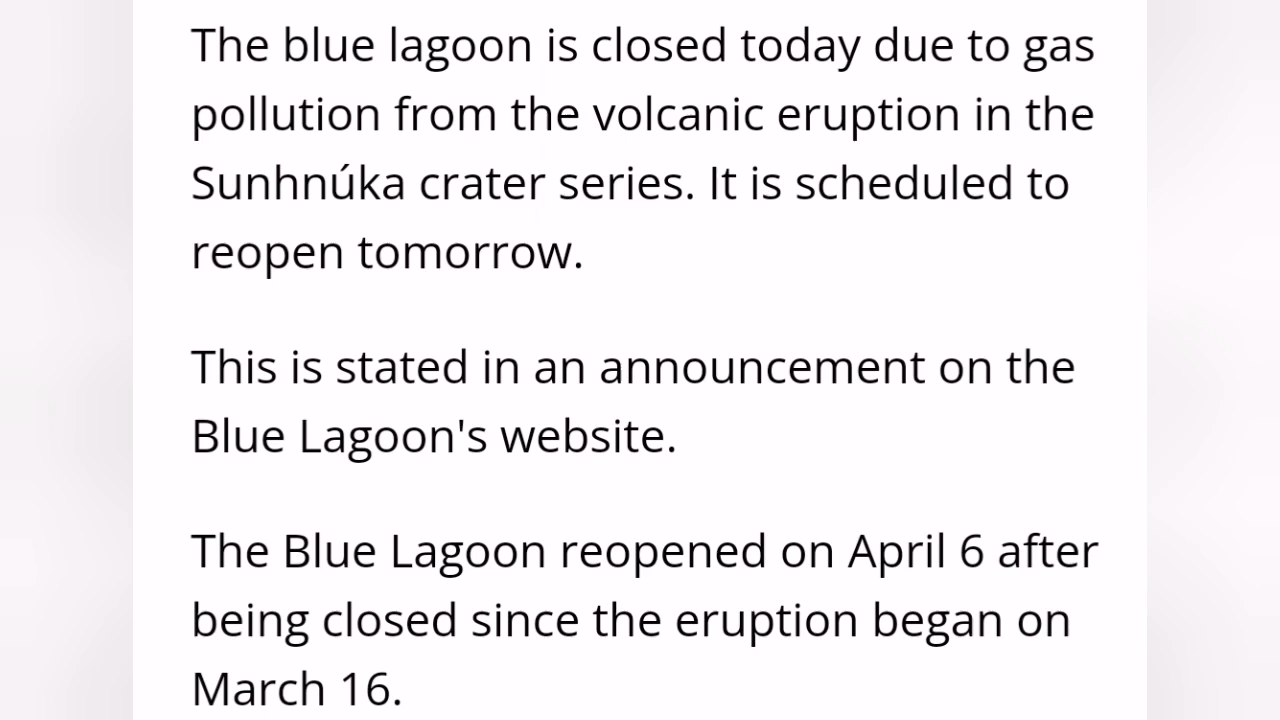 The blue lagoon is closed today due to gas
pollution from the volcanic eruption in the
Sunhnúka crater series. It is scheduled to
reopen tomorrow.
This is stated in an announcement on the
Blue Lagoon's website.
The Blue Lagoon reopened on April 6 after
being closed since the eruption began on
March 16.